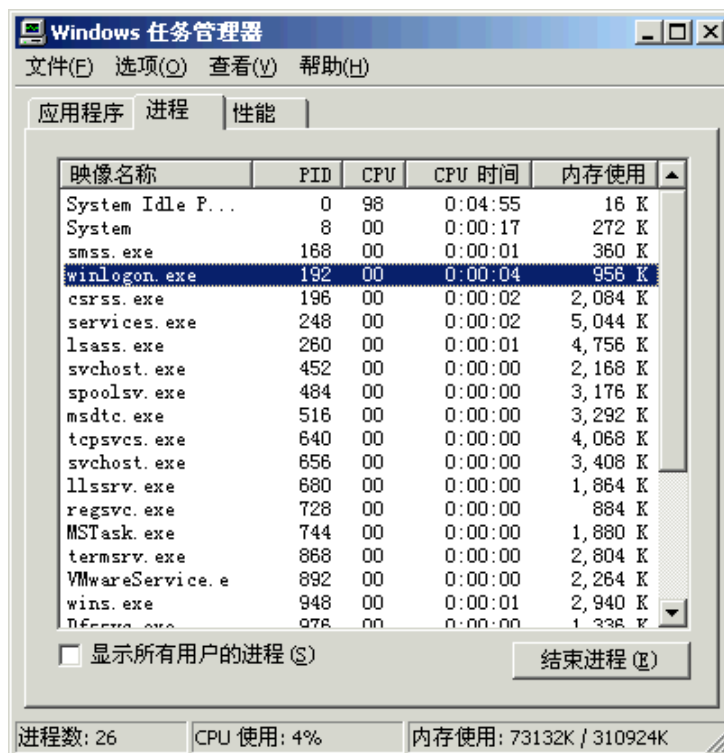 Windows 任务管理器
文件(F) 选项(O) 查看(V) 帮助(H)
应用程序 进程 性能
映像名称 PID CPU CPU 时间 内存使用
System Idle P... 0 98 0:04:55 16 K
System 8 00 0:00:17 272 K
smss.exe 168 00 0:00:01 360 K
winlogon.exe 192 00 0:00:04 956 K
csrss.exe 196 00 0:00:02 2,084 K
services.exe 248 00 0:00:02 5,044 K
lsass.exe 260 00 0:00:01 4,756 K
svchost.exe 452 00 0:00:00 2,168 K
spoolsv.exe 484 00 0:00:00 3,176 K
msdtc.exe 516 00 0:00:00 3,292 K
tcpsvcs.exe 640 00 0:00:00 4,068 K
svchost.exe 656 00 0:00:00 3,408 K
llssrv.exe 680 00 0:00:00 1,864 K
regsvc.exe 728 00 0:00:00 884 K
MSTask.exe 744 00 0:00:00 1,880 K
termsrv.exe 868 00 0:00:00 2,804 K
VMwareService.e 892 00 0:00:00 2,264 K
wins.exe 948 00 0:00:01 2,940 K
Dfssvc.exe 976 00 0:00:00 1,336 K
显示所有用户的进程(S) 结束进程(E)
进程数: 26 CPU 使用: 4% 内存使用: 73132K / 310924K